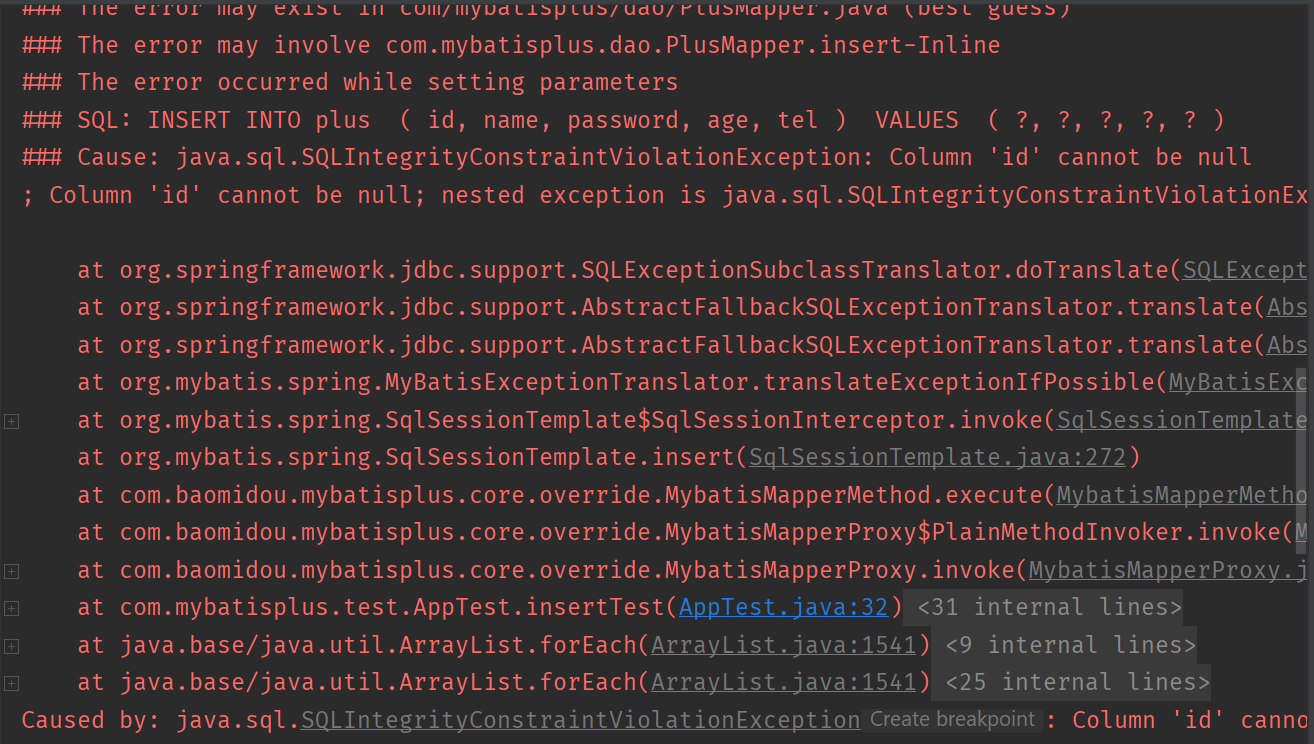 ### The error may exist in com/mybatisplus/dao/PlusMapper.java (best guess)
### The error may involve com.mybatisplus.dao.PlusMapper.insert-Inline
### The error occurred while setting parameters
### SQL: INSERT INTO plus  ( id, name, password, age, tel )  VALUES  ( ?, ?, ?, ?, ? )
### Cause: java.sql.SQLIntegrityConstraintViolationException: Column 'id' cannot be null
; Column 'id' cannot be null; nested exception is java.sql.SQLIntegrityConstraintViolationEx
at org.springframework.jdbc.support.SQLExceptionSubclassTranslator.doTranslate(SQLExcept
at org.springframework.jdbc.support.AbstractFallbackSQLExceptionTranslator.translate(Abs
at org.springframework.jdbc.support.AbstractFallbackSQLExceptionTranslator.translate(Abs
at org.mybatis.spring.MyBatisExceptionTranslator.translateExceptionIfPossible(MyBatisExc
at org.mybatis.spring.SqlSessionTemplate$SqlSessionInterceptor.invoke(SqlSessionTemplate
at org.mybatis.spring.SqlSessionTemplate.insert(SqlSessionTemplate.java:272)
at com.baomidou.mybatisplus.core.override.MybatisMapperMethod.execute(MybatisMapperMetho
at com.baomidou.mybatisplus.core.override.MybatisMapperProxy$PlainMethodInvoker.invoke(M
at com.baomidou.mybatisplus.core.override.MybatisMapperProxy.invoke(MybatisMapperProxy.j
at com.mybatisplus.test.AppTest.insertTest(AppTest.java:32) <31 internal lines>
at java.base/java.util.ArrayList.forEach(ArrayList.java:1541) <9 internal lines>
at java.base/java.util.ArrayList.forEach(ArrayList.java:1541) <25 internal lines>
Caused by: java.sql.SQLIntegrityConstraintViolationException Create breakpoint : Column 'id' canno